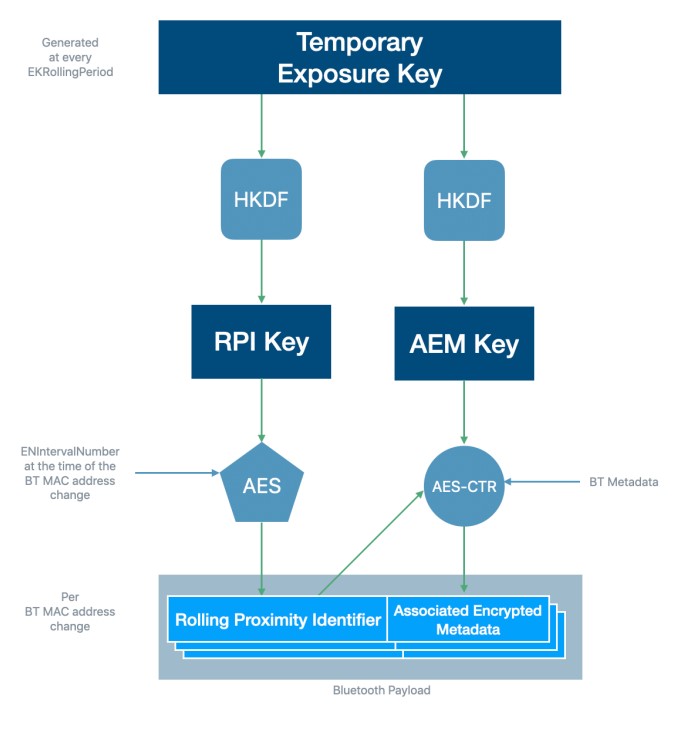 Generated
at every
EKRollingPeriod
Temporary
Exposure Key
HKDF
HKDF
RPI Key
AEM Key
ENIntervalNumber
at the time of the
BT MAC address
change
AES
AES-CTR
BT Metadata
Per
BT MAC address
change
Rolling Proximity Identifier
Associated Encrypted
Metadata
Bluetooth Payload